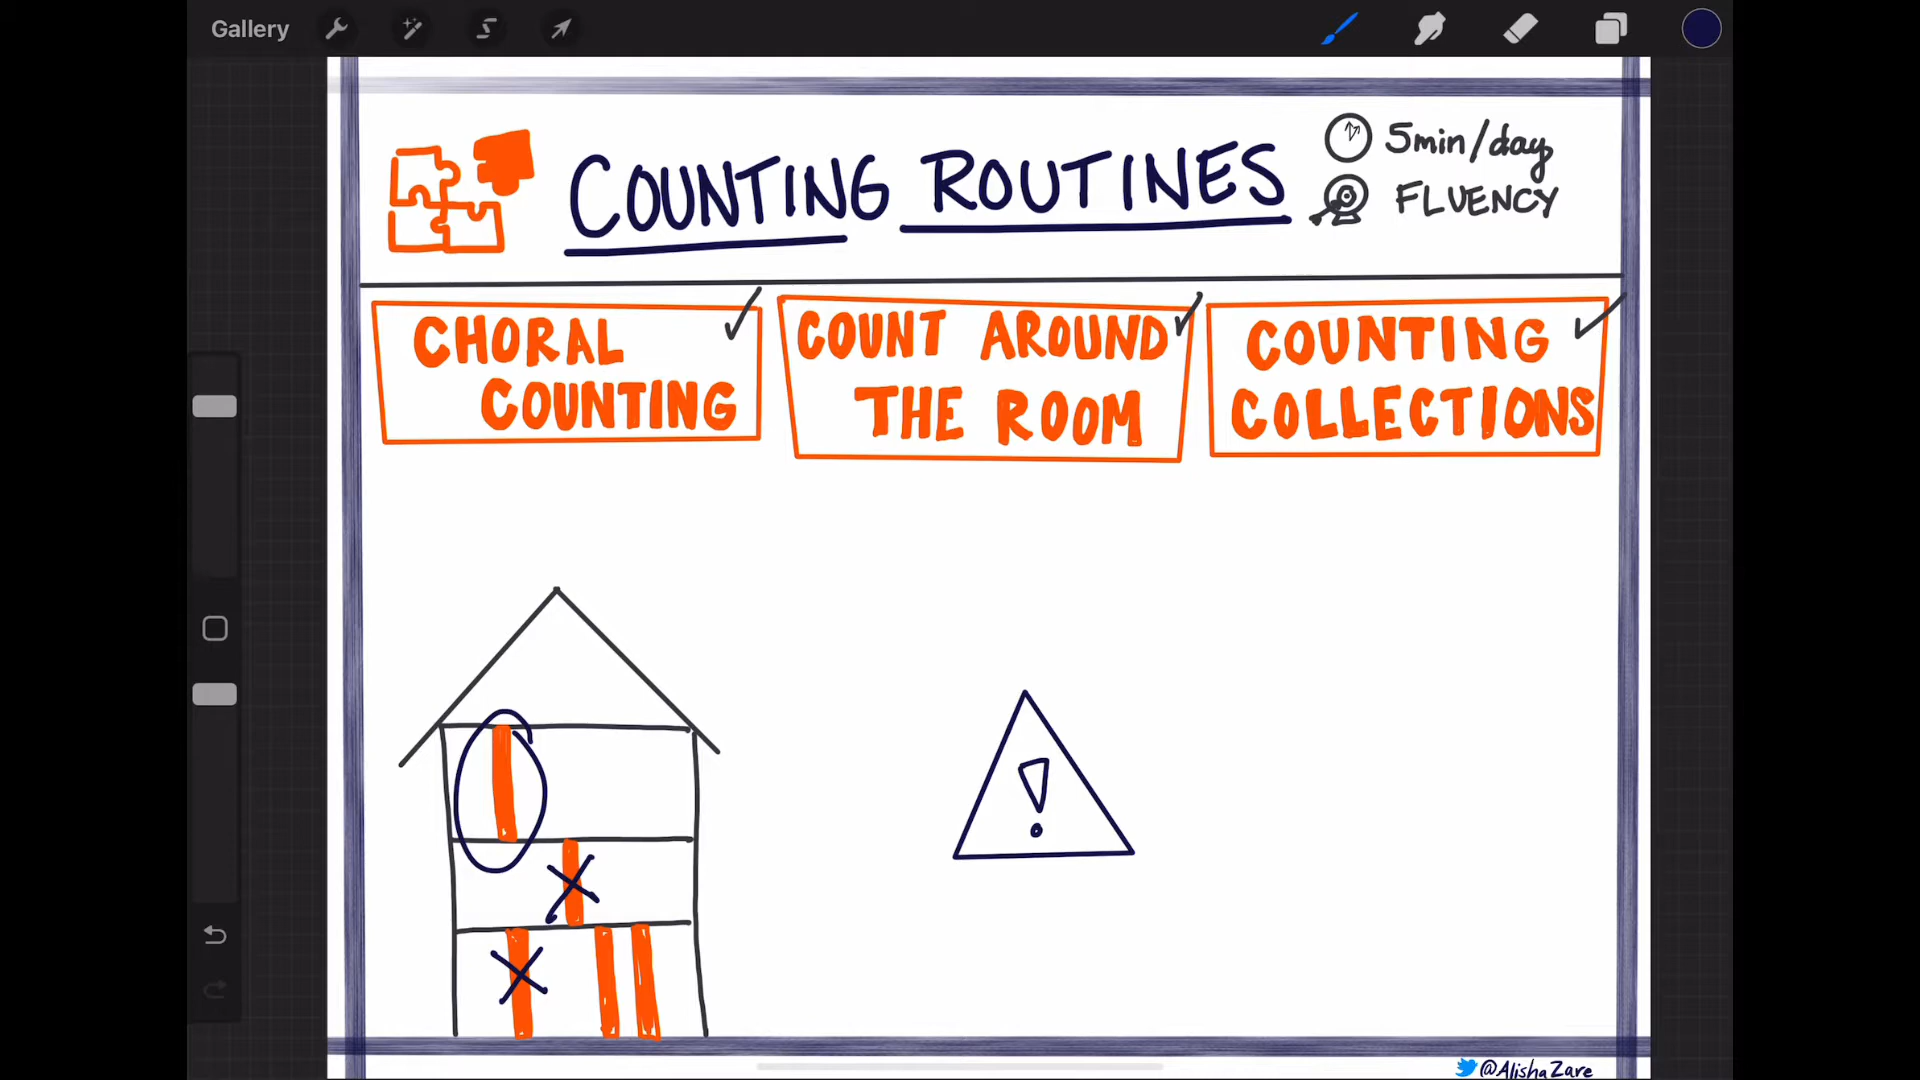 Gallery
COUNTING ROUTINES
5min/day
FLUENCY
CHORAL
COUNTING
COUNT AROUND
THE ROOM
COUNTING
COLLECTIONS
!
@AlishaZare